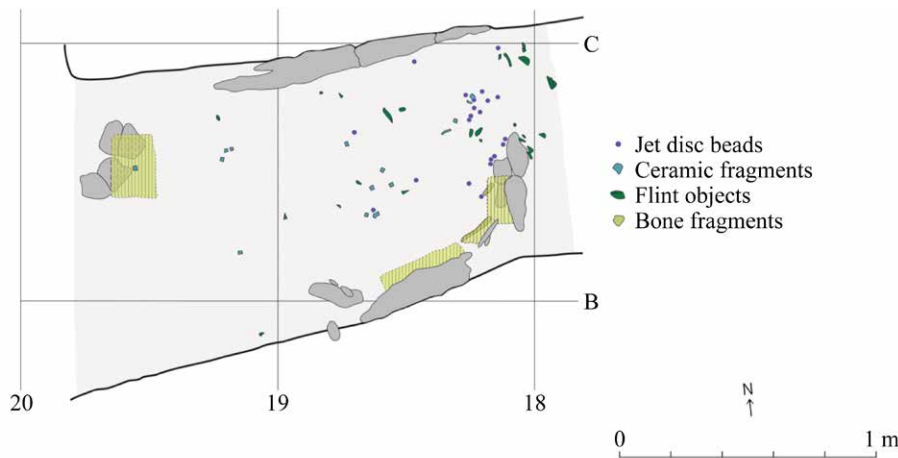 C
Jet disc beads
Ceramic fragments
Flint objects
Bone fragments
B
20 19 18
N
0 1 m